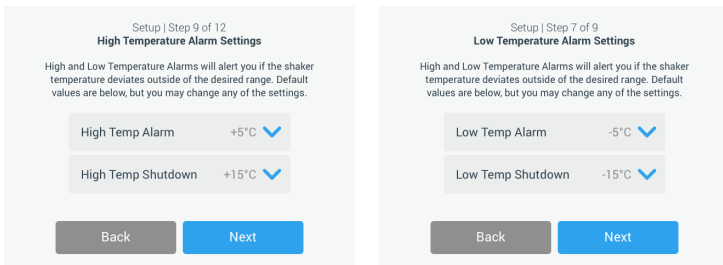 Setup | Step 9 of 12
High Temperature Alarm Settings
High and Low Temperature Alarms will alert you if the shaker
temperature deviates outside of the desired range. Default
values are below, but you may change any of the settings.
High Temp Alarm +5°C
High Temp Shutdown +15°C
Back Next
Setup | Step 7 of 9
Low Temperature Alarm Settings
High and Low Temperature Alarms will alert you if the shaker
temperature deviates outside of the desired range. Default
values are below, but you may change any of the settings.
Low Temp Alarm -5°C
Low Temp Shutdown -15°C
Back Next